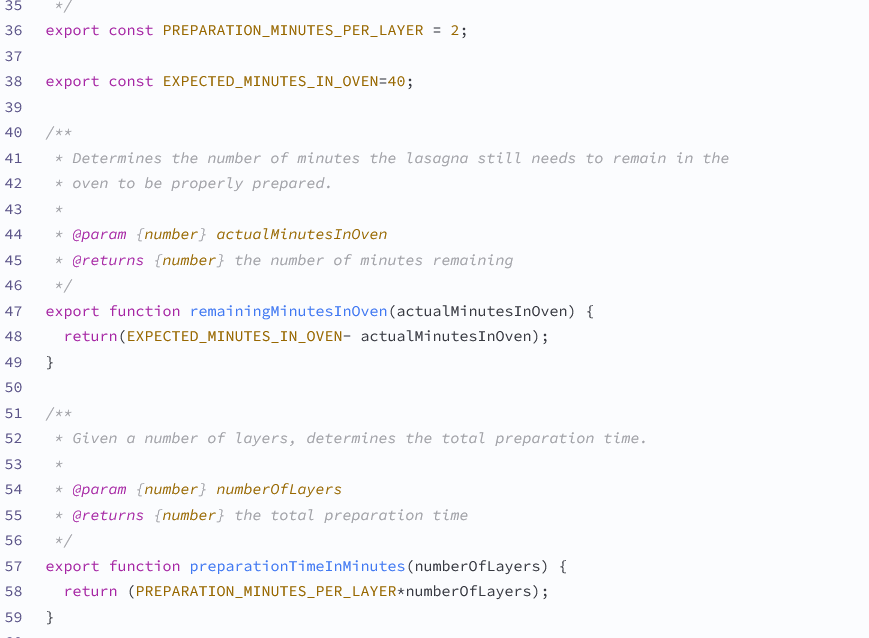 35 */
36 export const PREPARATION_MINUTES_PER_LAYER = 2;
37
38 export const EXPECTED_MINUTES_IN_OVEN=40;
39
40 /**
41 * Determines the number of minutes the lasagna still needs to remain in the
42 * oven to be properly prepared.
43 *
44 * @param {number} actualMinutesInOven
45 * @returns {number} the number of minutes remaining
46 */
47 export function remainingMinutesInOven(actualMinutesInOven) {
48   return(EXPECTED_MINUTES_IN_OVEN- actualMinutesInOven);
49 }
50
51 /**
52 * Given a number of layers, determines the total preparation time.
53 *
54 * @param {number} numberOfLayers
55 * @returns {number} the total preparation time
56 */
57 export function preparationTimeInMinutes(numberOfLayers) {
58   return (PREPARATION_MINUTES_PER_LAYER*numberOfLayers);
59 }